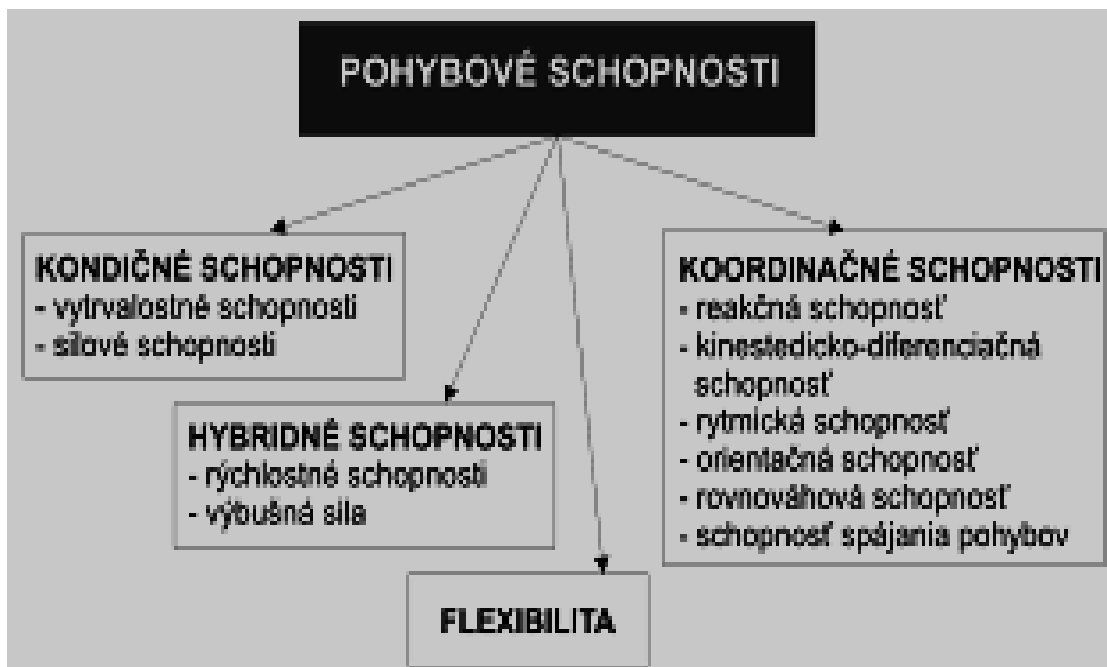 POHYBOVÉ SCHOPNOSTI
KONDIČNÉ SCHOPNOSTI
- vytrvalostné schopnosti
- silové schopnosti
HYBRIDNÉ SCHOPNOSTI
- rýchlostné schopnosti
- výbušná sila
FLEXIBILITA
KOORDINAČNÉ SCHOPNOSTI
- reakčná schopnosť
- kinestedicko-diferenciačná
schopnosť
- rytmická schopnosť
- orientačná schopnosť
- rovnováhová schopnosť
- schopnosť spájania pohybov